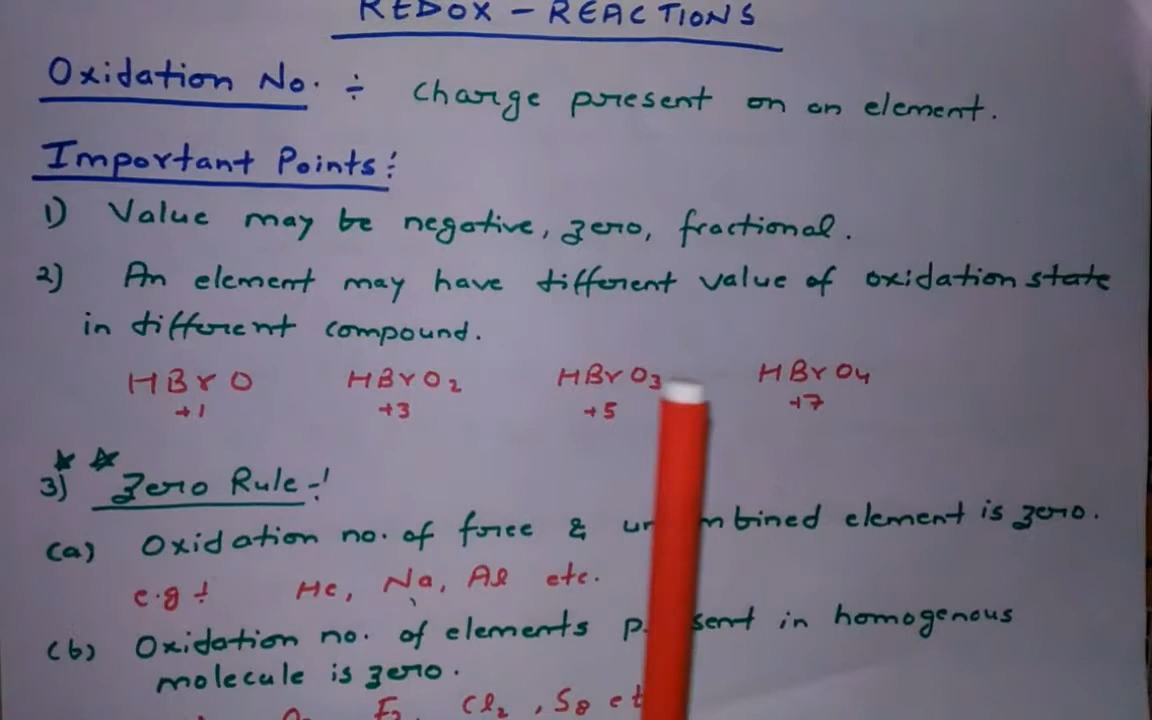 REDOX - REACTIONS
Oxidation No. ÷ Charge present on an element.
Important Points:
1) Value may be negative, zero, fractional.
2) An element may have different value of oxidation state
in different compound.
HBrO HBrO2 HBrO3 HBrO4
+1 +3 +5 +7
3) Zero Rule:-
(a) Oxidation no. of free & element is zero.
e.g : He, Na, Al etc.
(b) Oxidation no. of elements in homogenous
molecule is zero.
F2, Cl2, S8